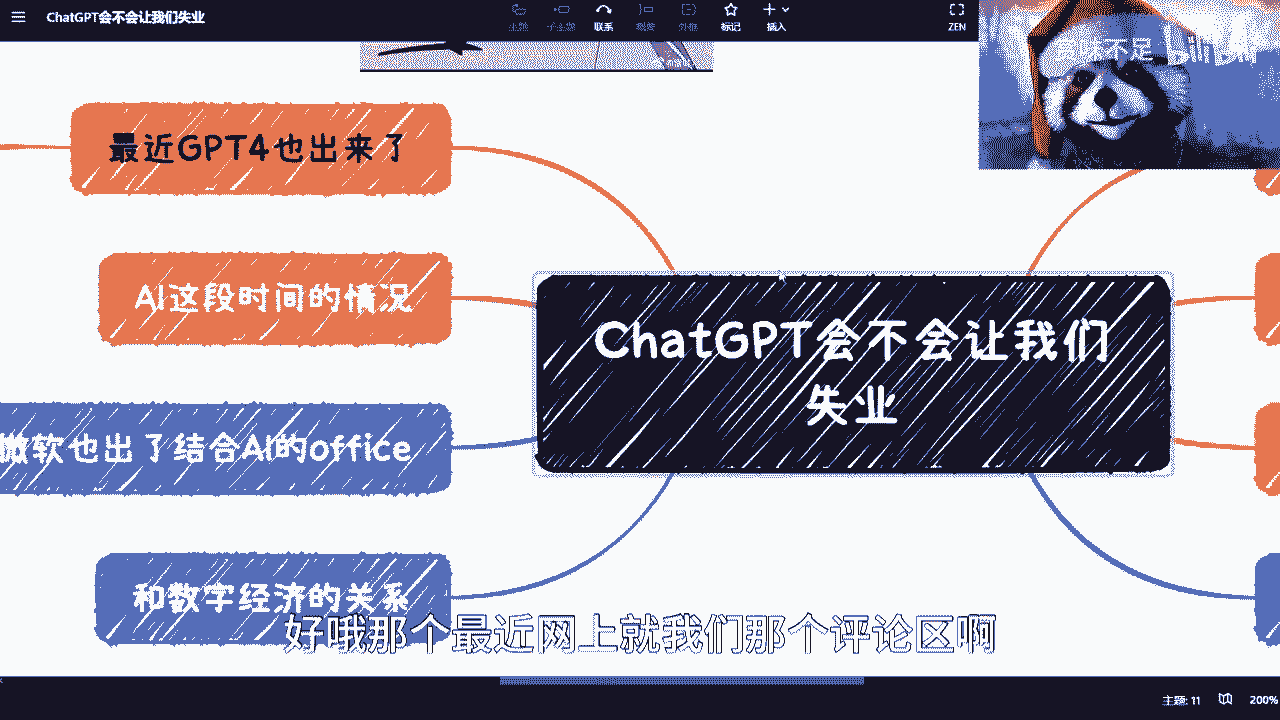 ChatGPT会不会让我们失业
主题
子主题
联系
概要
外框
标记
插入
ZEN
最近GPT4也出来了
AI这段时间的情况
微软也出了结合AI的office
和数字经济的关系
ChatGPT会不会让我们
失业
好哦那个最近网上就我们那个评论区啊
主题: 11
200%